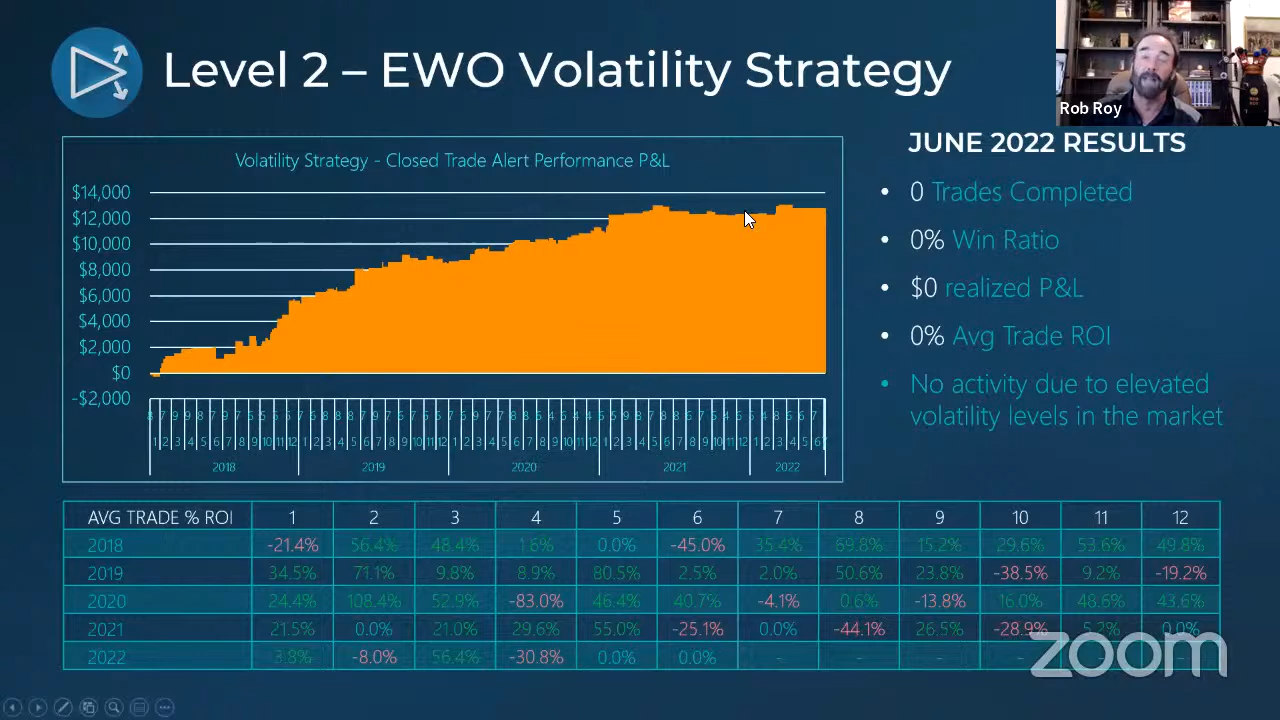 Level 2 – EWO Volatility Strategy
Rob Roy
Volatility Strategy - Closed Trade Alert Performance P&L
$14,000
$12,000
$10,000
$8,000
$6,000
$4,000
$2,000
$0
-$2,000
2018 2019 2020 2021 2022
JUNE 2022 RESULTS
• 0 Trades Completed
• 0% Win Ratio
• $0 realized P&L
• 0% Avg Trade ROI
• No activity due to elevated
volatility levels in the market
AVG TRADE % ROI 1 2 3 4 5 6 7 8 9 10 11 12
2018 -21.4% 56.4% 48.4% 1.6% 0.0% -45.0% 35.4% 69.8% 15.2% 29.6% 53.6% 49.8%
2019 34.5% 71.1% 9.8% 8.9% 80.5% 2.5% 2.0% 50.6% 23.8% -38.5% 9.2% -19.2%
2020 24.4% 108.4% 52.9% -83.0% 46.4% 40.7% -4.1% 0.6% -13.8% 16.0% 48.6% 43.6%
2021 21.5% 0.0% 21.0% 29.6% 55.0% -25.1% 0.0% -44.1% 26.5% -28.9% 5.2% 0.0%
2022 3.8% -8.0% 56.4% -30.8% 0.0% 0.0% - - - - - -
zoom